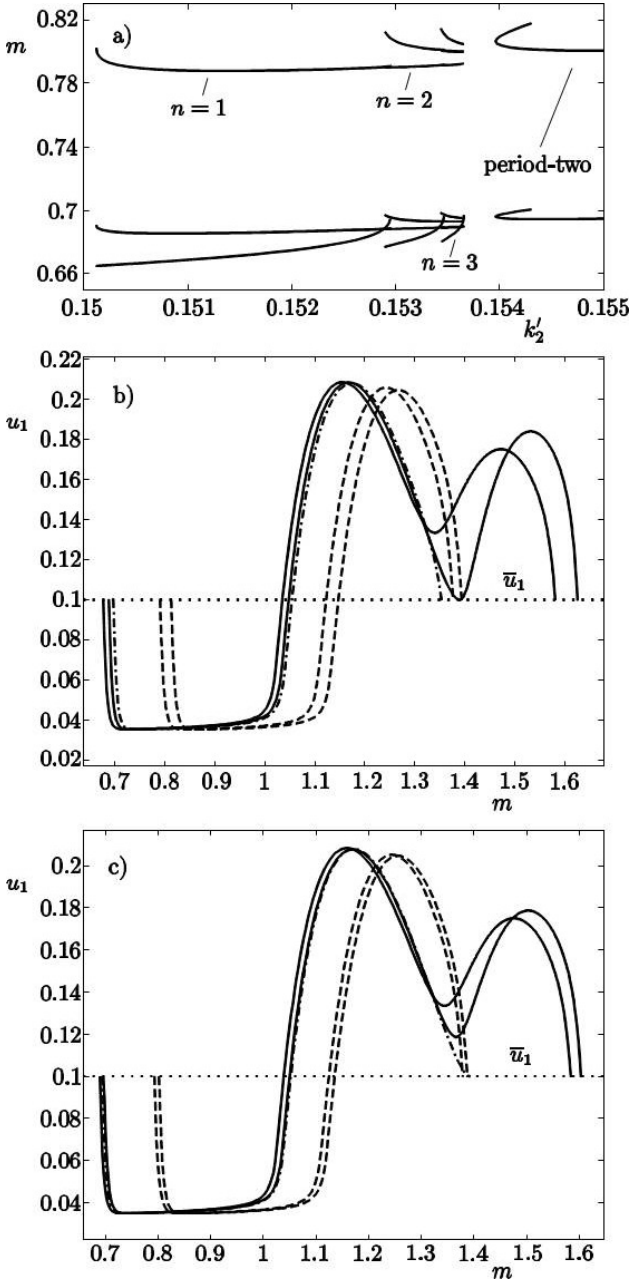 a)
m
0.82
0.78
0.74
0.7
0.66
n = 1
n = 2
n = 3
period-two
0.15 0.151 0.152 0.153 0.154 0.155
k′₂
b)
u₁
0.22
0.2
0.18
0.16
0.14
0.12
0.1
0.08
0.06
0.04
0.02
u̅₁
0.7 0.8 0.9 1 1.1 1.2 1.3 1.4 1.5 1.6
m
c)
u₁
0.2
0.18
0.16
0.14
0.12
0.1
0.08
0.06
0.04
u̅₁
0.7 0.8 0.9 1 1.1 1.2 1.3 1.4 1.5 1.6
m